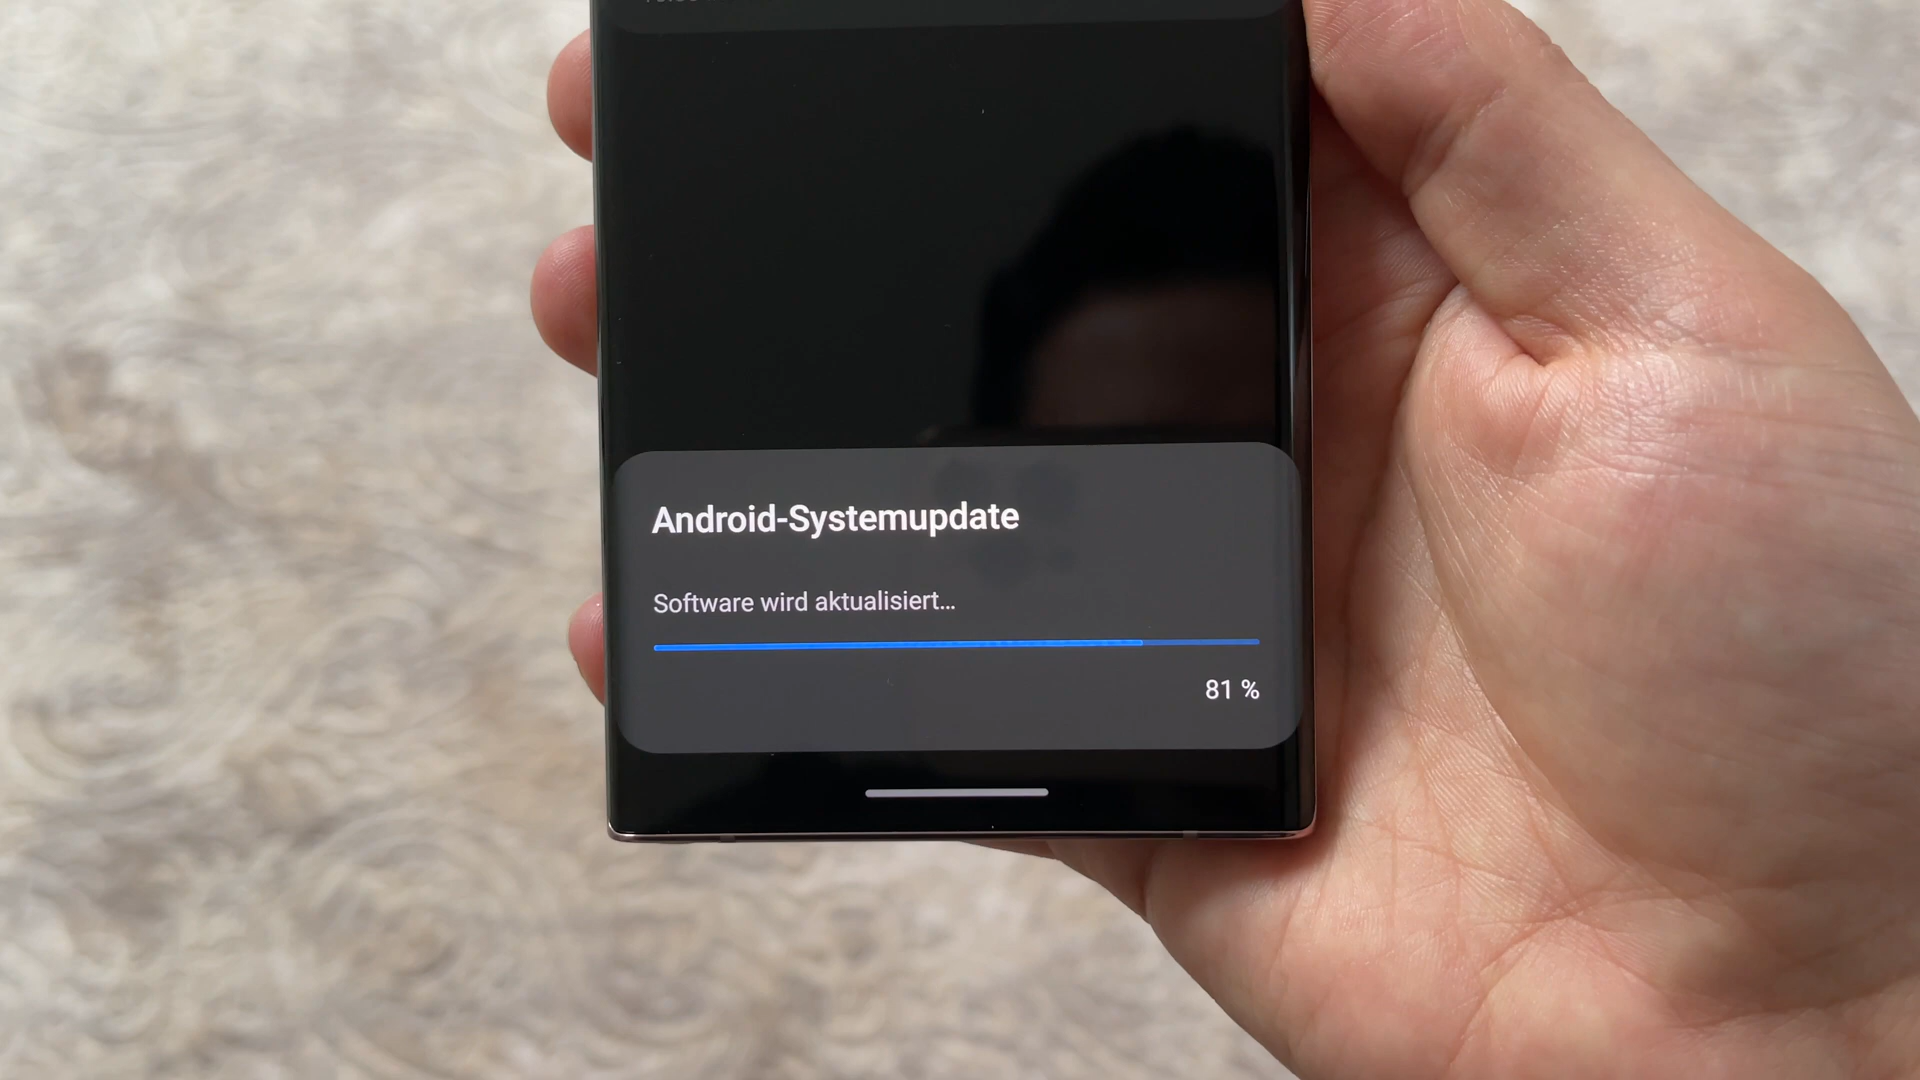 Android-Systemupdate
Software wird aktualisiert…
81 %